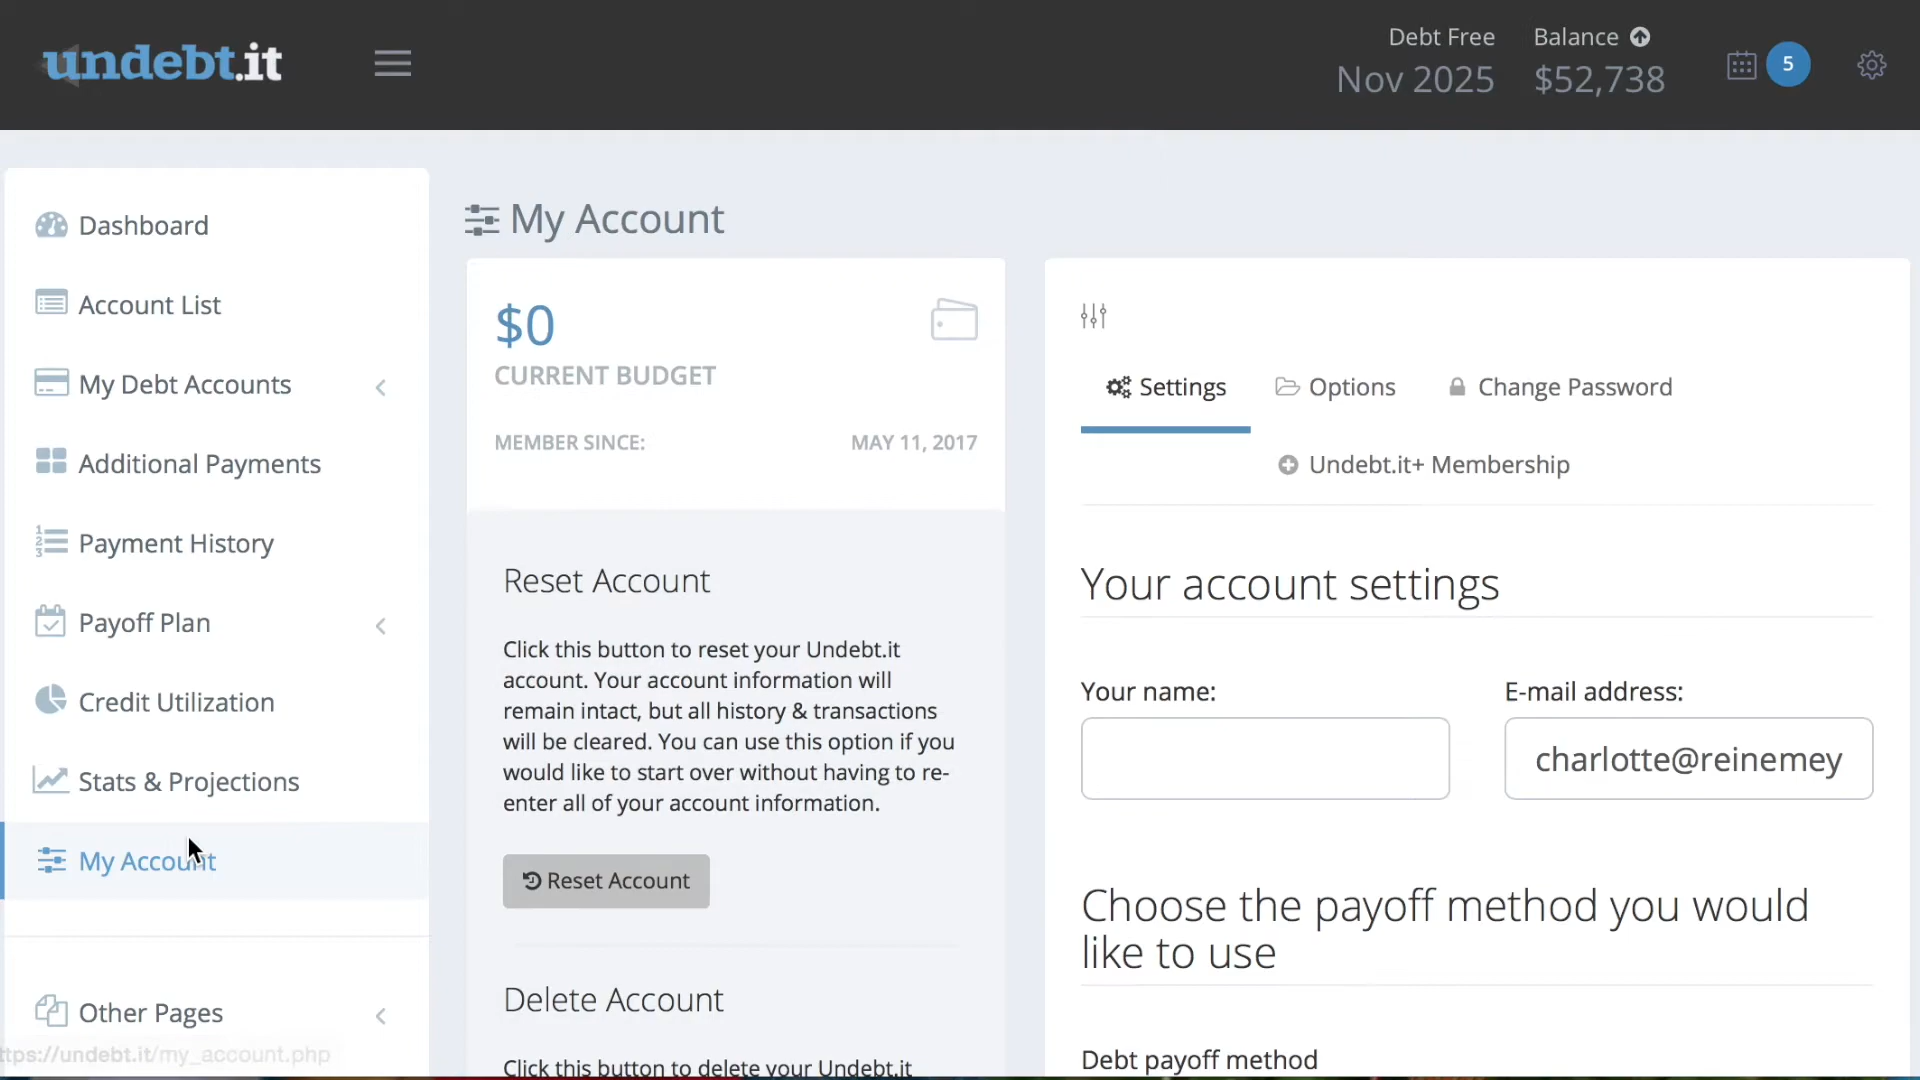 undebt.it
Debt Free
Nov 2025
Balance
$52,738
5
Dashboard
Account List
My Debt Accounts
Additional Payments
Payment History
Payoff Plan
Credit Utilization
Stats & Projections
My Account
Other Pages
ttps://undebt.it/my_account.php
My Account
$0
CURRENT BUDGET
MEMBER SINCE: MAY 11, 2017
Reset Account
Click this button to reset your Undebt.it
account. Your account information will
remain intact, but all history & transactions
will be cleared. You can use this option if you
would like to start over without having to re-
enter all of your account information.
Reset Account
Delete Account
Click this button to delete your Undebt.it
Settings
Options
Change Password
Undebt.it+ Membership
Your account settings
Your name:
E-mail address:
charlotte@reinemey
Choose the payoff method you would
like to use
Debt payoff method